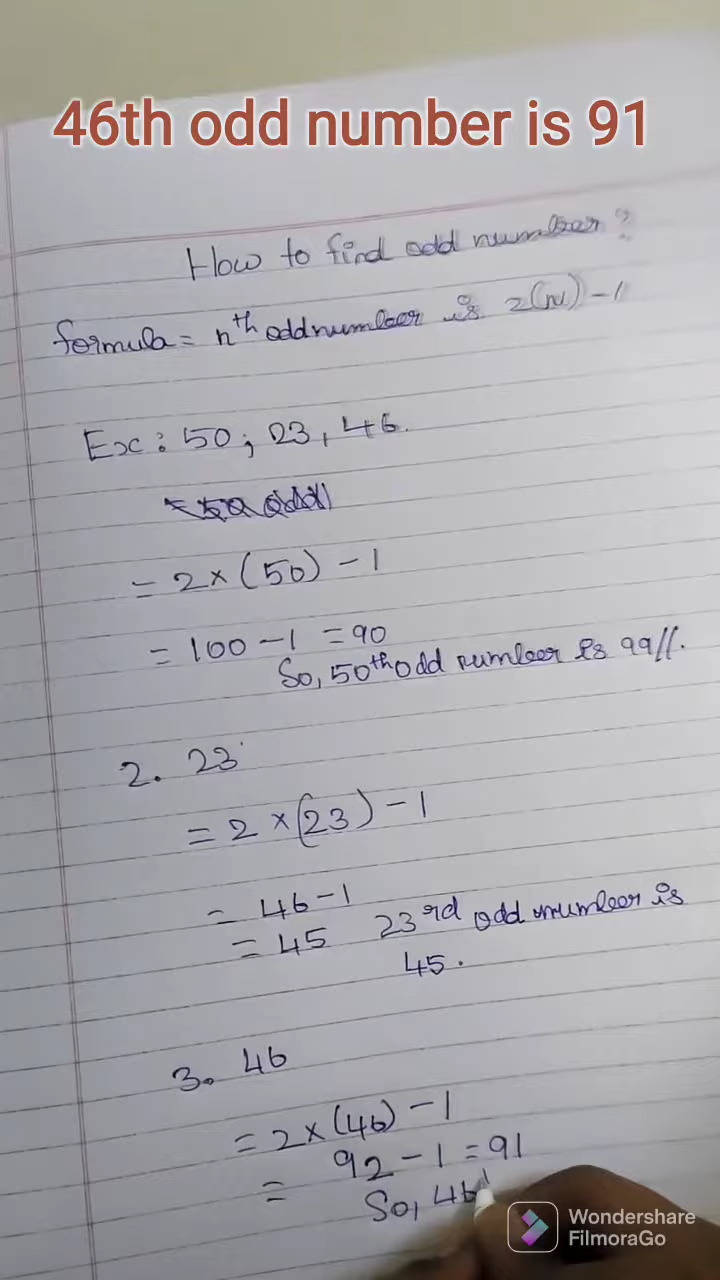 46th odd number is 91
How to find odd number?
formula = nth odd number is 2(n) - 1
Ex: 50; 23, 46.
= 2 × (50) - 1
= 100 - 1 = 90
So, 50th odd number is 99//.
2. 23
= 2 × (23) - 1
= 46 - 1
= 45 23rd odd number is
45.
3. 46
= 2 × (46) - 1
= 92 - 1 = 91
So, 46
Wondershare
FilmoraGo